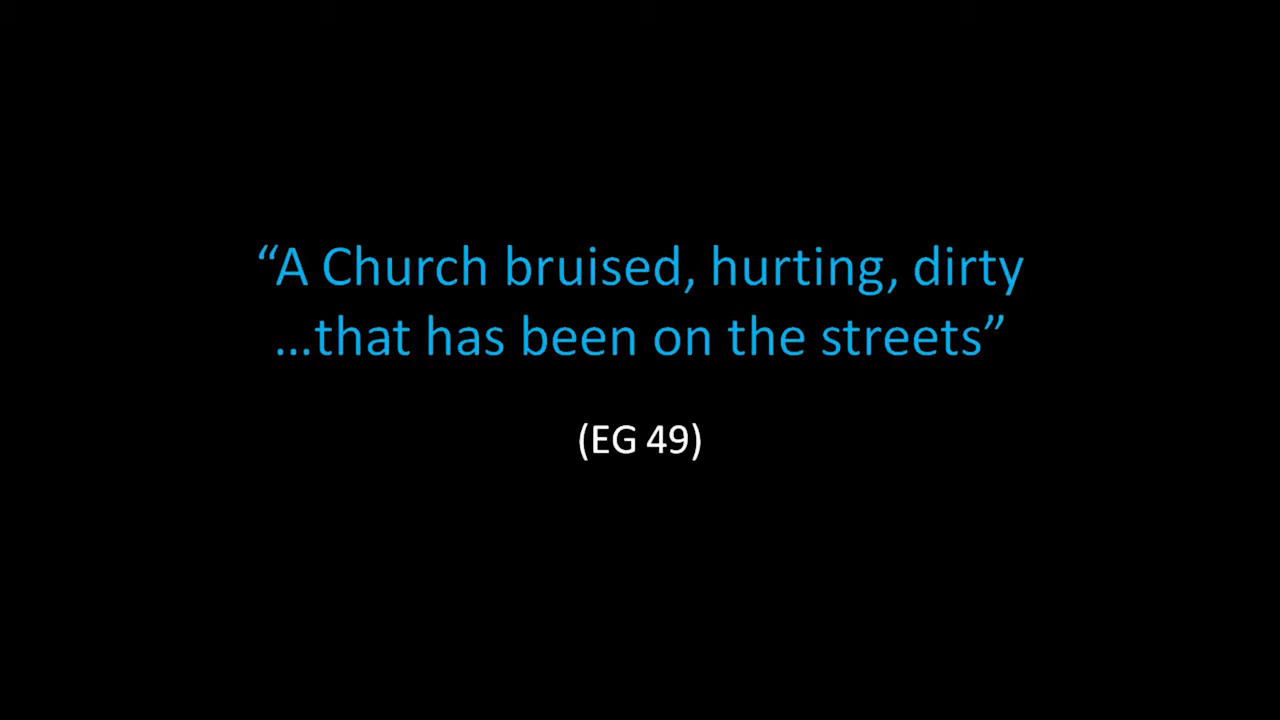 “A Church bruised, hurting, dirty
…that has been on the streets”
(EG 49)